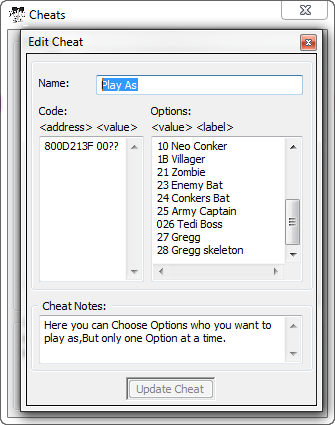 Cheats
Edit Cheat
Name:
Play As
Code:
<address> <value>
800D213F 00??
Options:
<value> <label>
10 Neo Conker
1B Villager
21 Zombie
23 Enemy Bat
24 Conkers Bat
25 Army Captain
026 Tedi Boss
27 Gregg
28 Gregg skeleton
Cheat Notes:
Here you can Choose Options who you want to
play as,But only one Option at a time.
Update Cheat